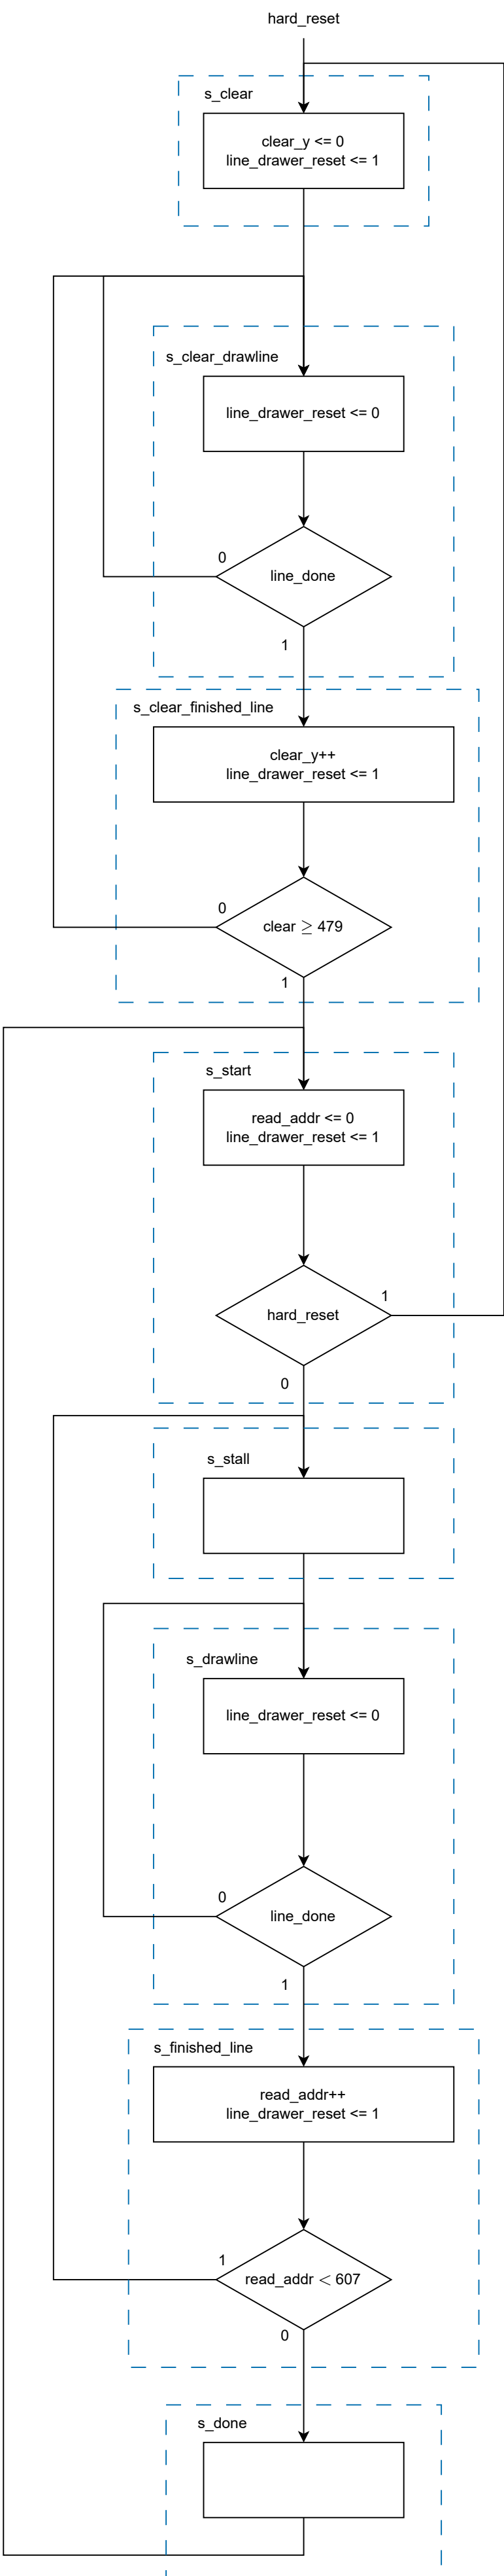 hard_reset
s_clear
clear_y <= 0
line_drawer_reset <= 1
s_clear_drawline
line_drawer_reset <= 0
0
line_done
1
s_clear_finished_line
clear_y++
line_drawer_reset <= 1
0
clear ≥ 479
1
s_start
read_addr <= 0
line_drawer_reset <= 1
1
hard_reset
0
s_stall
s_drawline
line_drawer_reset <= 0
0
line_done
1
s_finished_line
read_addr++
line_drawer_reset <= 1
1
read_addr < 607
0
s_done